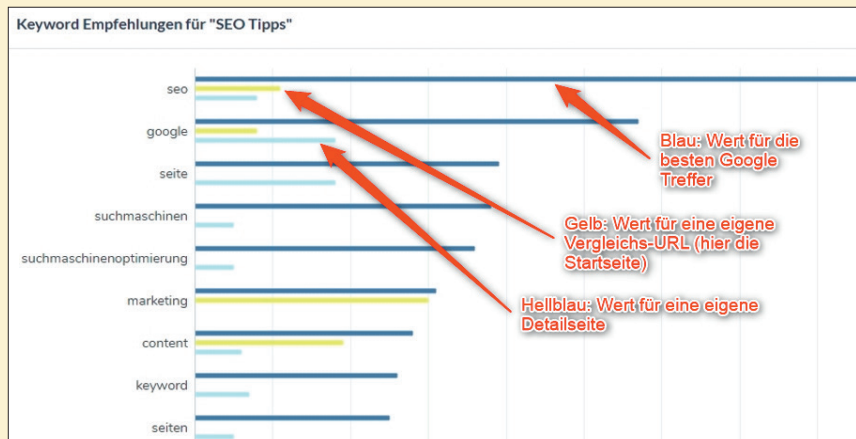 Keyword Empfehlungen für "SEO Tipps"
seo
google
seite
suchmaschinen
suchmaschinenoptimierung
marketing
content
keyword
seiten
Blau: Wert für die
besten Google
Treffer
Gelb: Wert für eine eigene
Vergleichs-URL (hier die
Startseite)
Hellblau: Wert für eine eigene
Detailseite